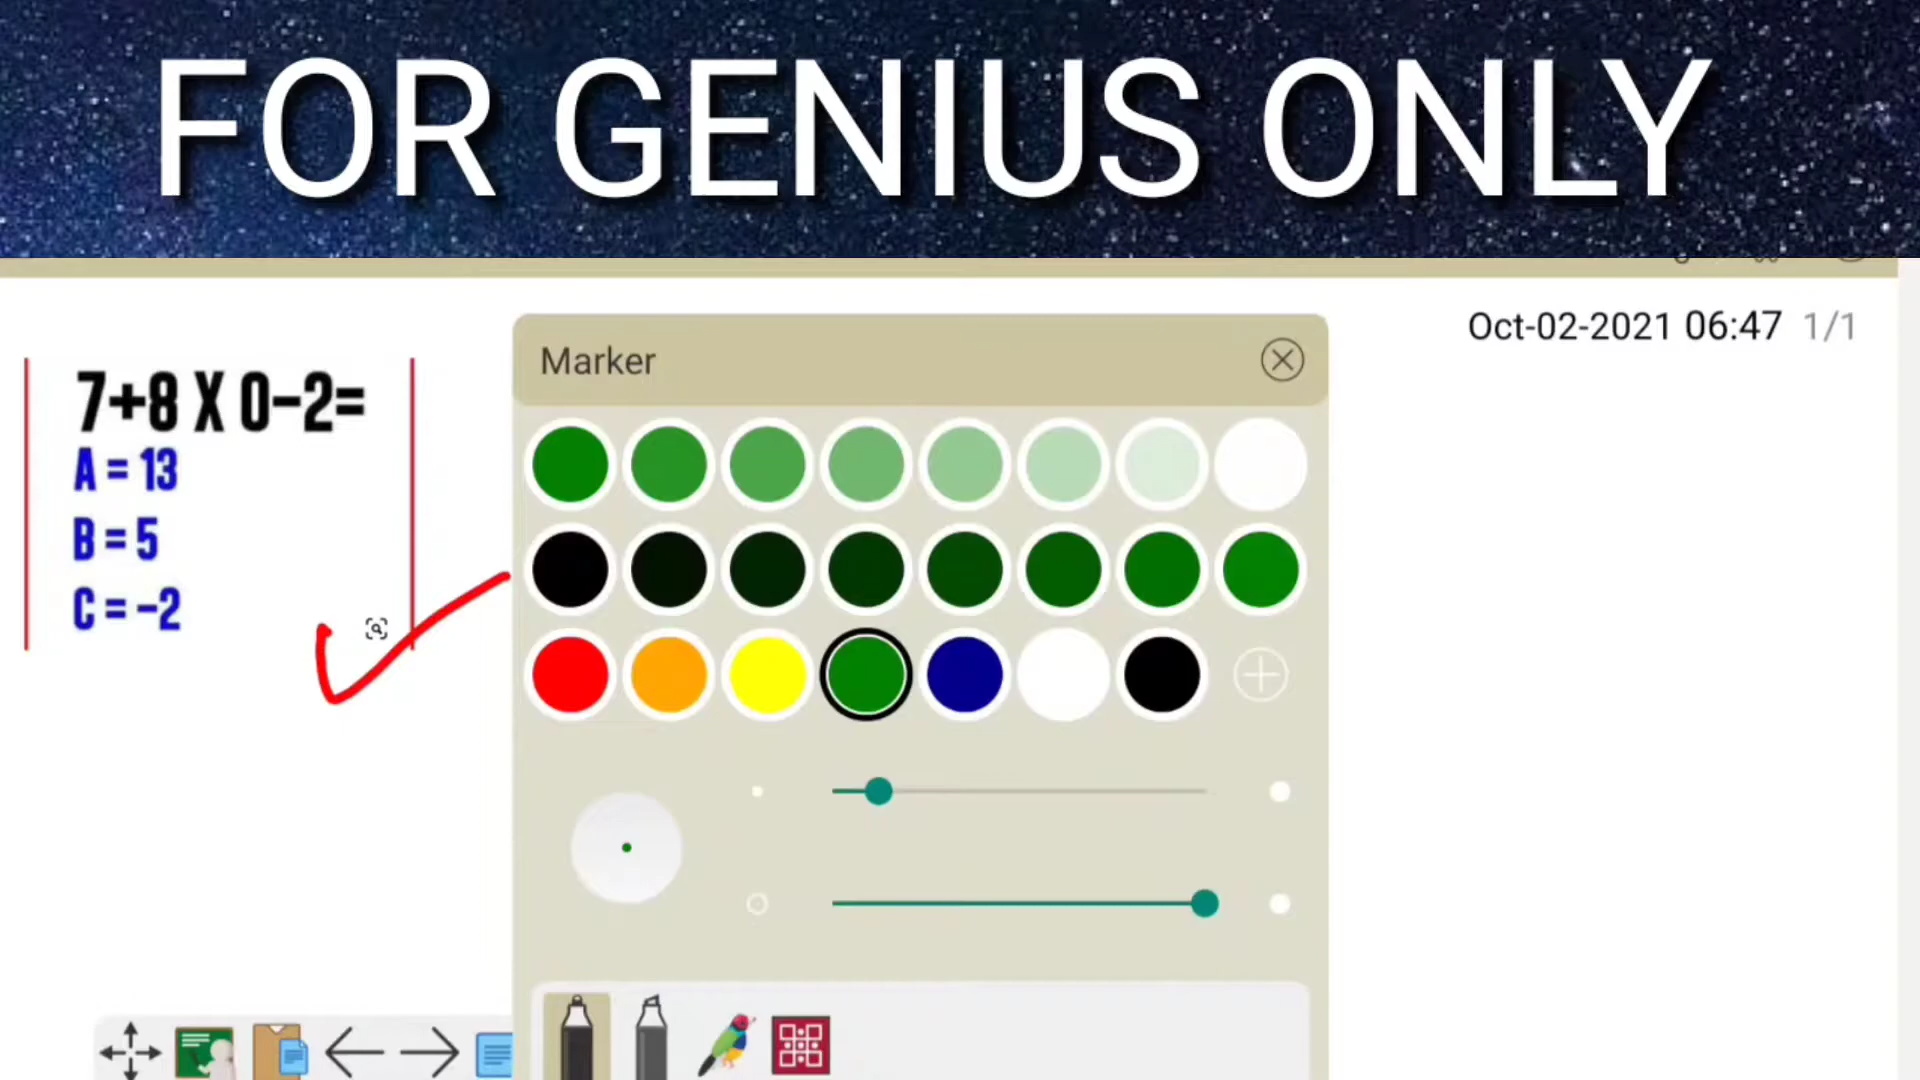 FOR GENIUS ONLY
Oct-02-2021 06:47 1/1
Marker
7+8 X 0-2=
A = 13
B = 5
C = -2